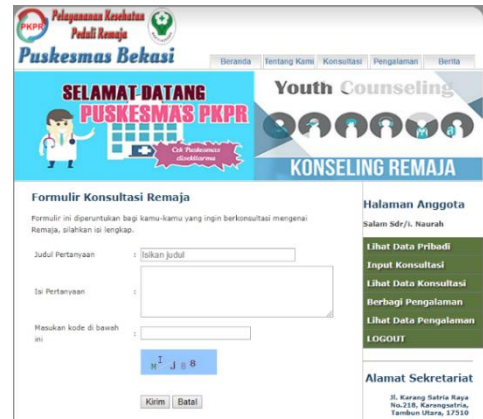 PKPR
Pelayanan Kesehatan
Peduli Remaja
Puskesmas Bekasi
Beranda Tentang Kami Konsultasi Pengalaman Berita
SELAMAT DATANG
PUSKESMAS PKPR
Cek Puskesmas
disekitarmu
Youth Counseling
KONSELING REMAJA
Formulir Konsultasi Remaja
Formulir ini diperuntukan bagi kamu-kamu yang ingin berkonsultasi mengenai
Remaja, silahkan isi lengkap.
Judul Pertanyaan : Isikan judul
Isi Pertanyaan :
Masukan kode di bawah
ini :
M I J 8 8
Kirim Batal
Halaman Anggota
Salam Sdr/i. Naurah
Lihat Data Pribadi
Input Konsultasi
Lihat Data Konsultasi
Berbagi Pengalaman
Lihat Data Pengalaman
LOGOUT
Alamat Sekretariat
Jl. Karang Satria Raya
No.218, Karangsatria,
Tambun Utara, 17510